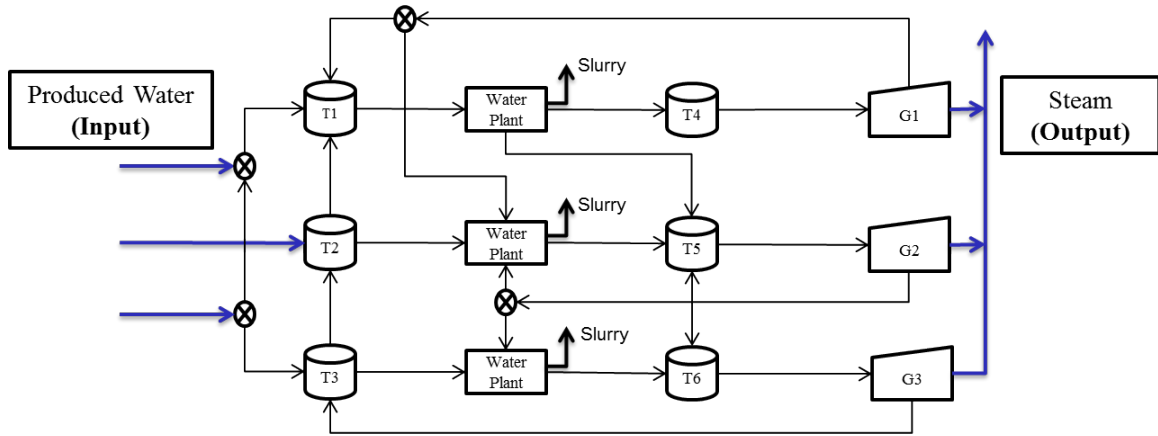 Produced Water
(Input)
T1
Water
Plant
Slurry
T4
G1
Steam
(Output)
T2
Water
Plant
Slurry
T5
G2
T3
Water
Plant
Slurry
T6
G3